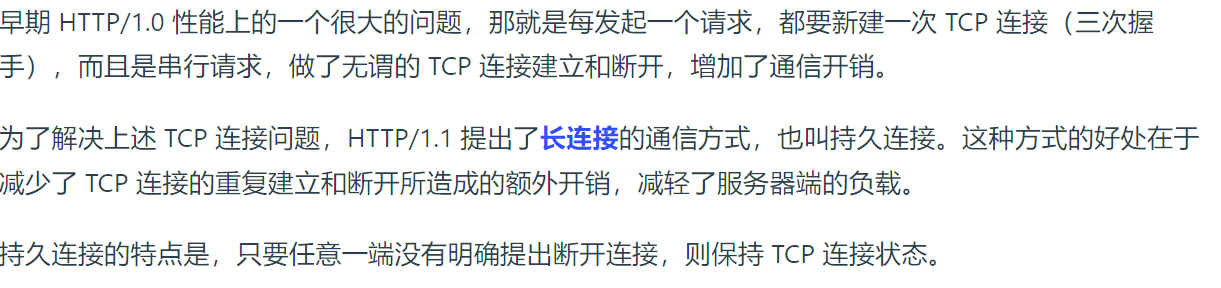 早期 HTTP/1.0 性能上的一个很大的问题，那就是每发起一个请求，都要新建一次 TCP 连接（三次握
手），而且是串行请求，做了无谓的 TCP 连接建立和断开，增加了通信开销。
为了解决上述 TCP 连接问题，HTTP/1.1 提出了长连接的通信方式，也叫持久连接。这种方式的好处在于
减少了 TCP 连接的重复建立和断开所造成的额外开销，减轻了服务器端的负载。
持久连接的特点是，只要任意一端没有明确提出断开连接，则保持 TCP 连接状态。